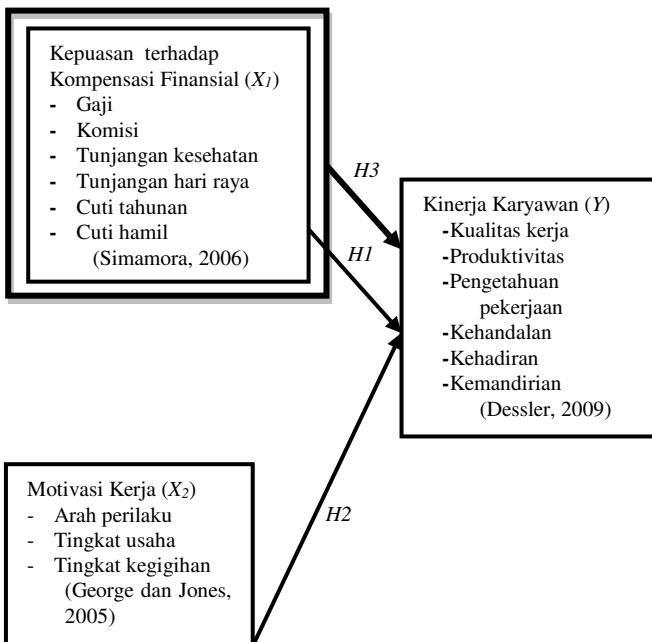 Kepuasan terhadap
Kompensasi Finansial (X1)
- Gaji
- Komisi
- Tunjangan kesehatan
- Tunjangan hari raya
- Cuti tahunan
- Cuti hamil
(Simamora, 2006)
H3
H1
Kinerja Karyawan (Y)
-Kualitas kerja
-Produktivitas
-Pengetahuan
pekerjaan
-Kehandalan
-Kehadiran
-Kemandirian
(Dessler, 2009)
Motivasi Kerja (X2)
- Arah perilaku
- Tingkat usaha
- Tingkat kegigihan
(George dan Jones,
2005)
H2